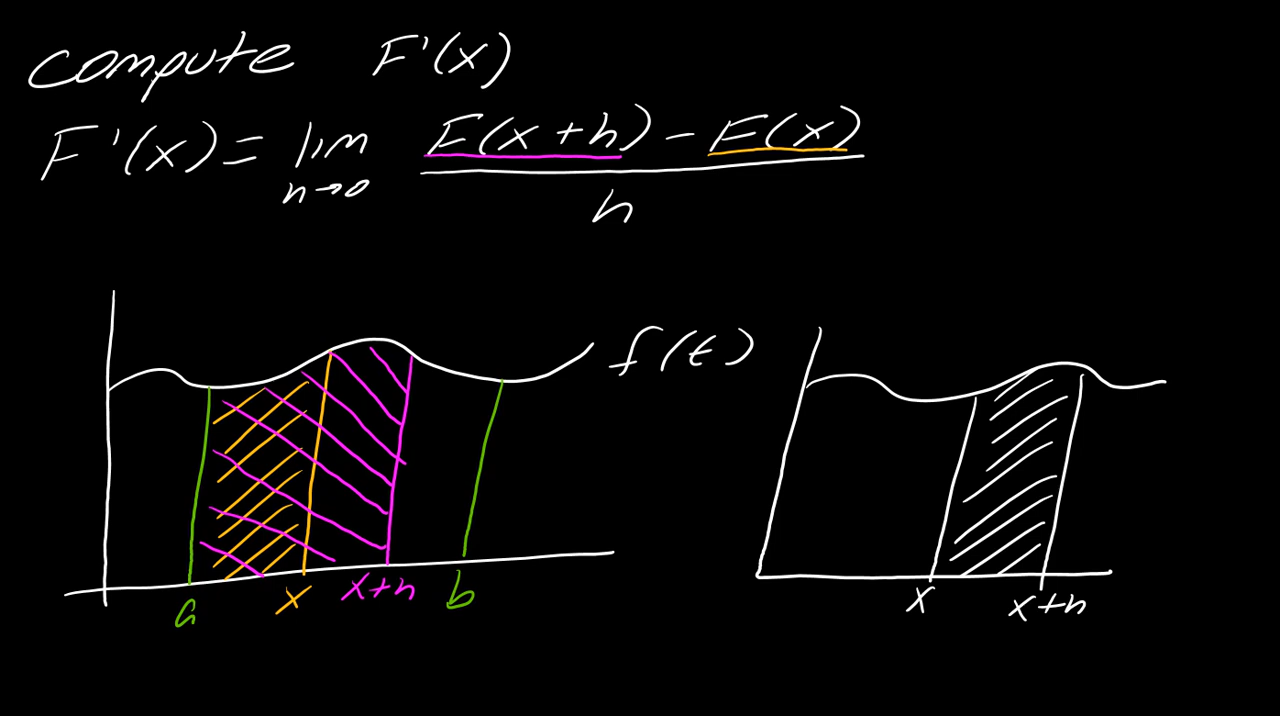 compute F'(x)
F'(x) = lim F(x+h) - F(x)
h→0
h
f(t)
a
x
x+h
b
x
x+h